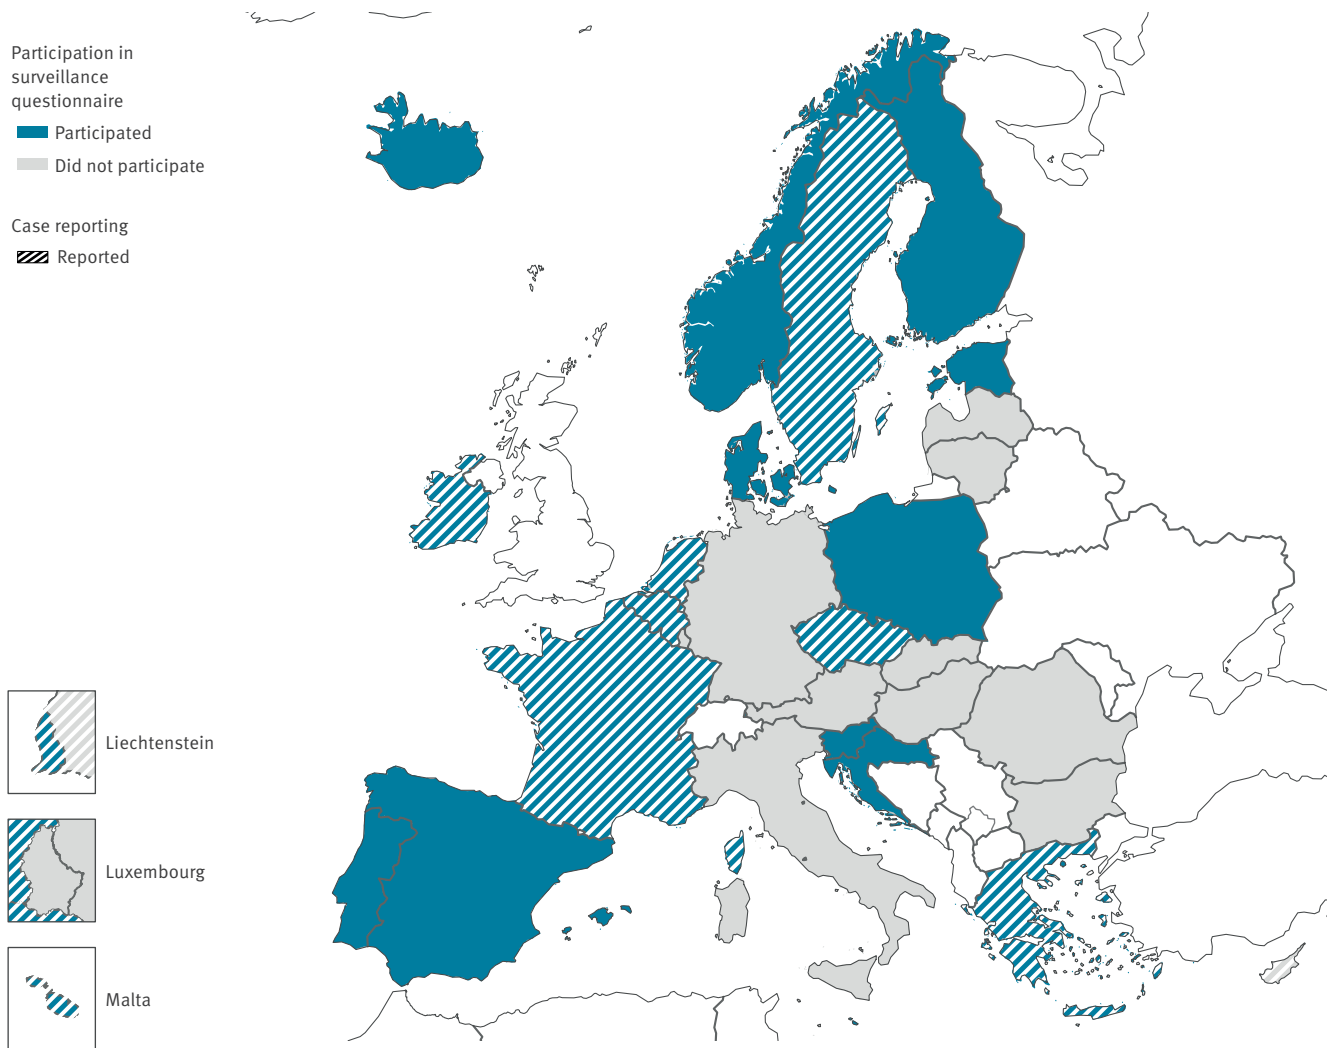 Participation in
surveillance
questionnaire
Participated
Did not participate
Case reporting
Reported
Liechtenstein
Luxembourg
Malta